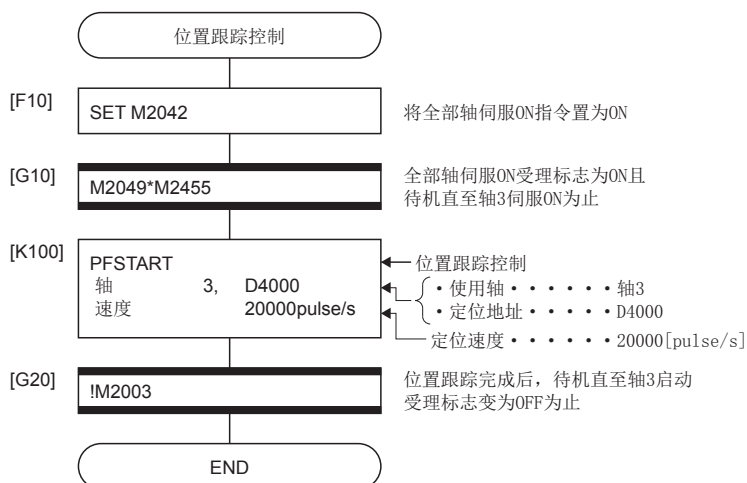 位置跟踪控制
[F10]
SET M2042
将全部轴伺服ON指令置为ON
[G10]
M2049*M2455
全部轴伺服ON受理标志为ON且
待机直至轴3伺服ON为止
[K100]
PFSTART
轴 3, D4000
速度 20000pulse/s
位置跟踪控制
・使用轴・・・・・・轴3
・定位地址・・・・・D4000
定位速度・・・・・・20000[pulse/s]
[G20]
!M2003
位置跟踪完成后，待机直至轴3启动
受理标志变为OFF为止
END